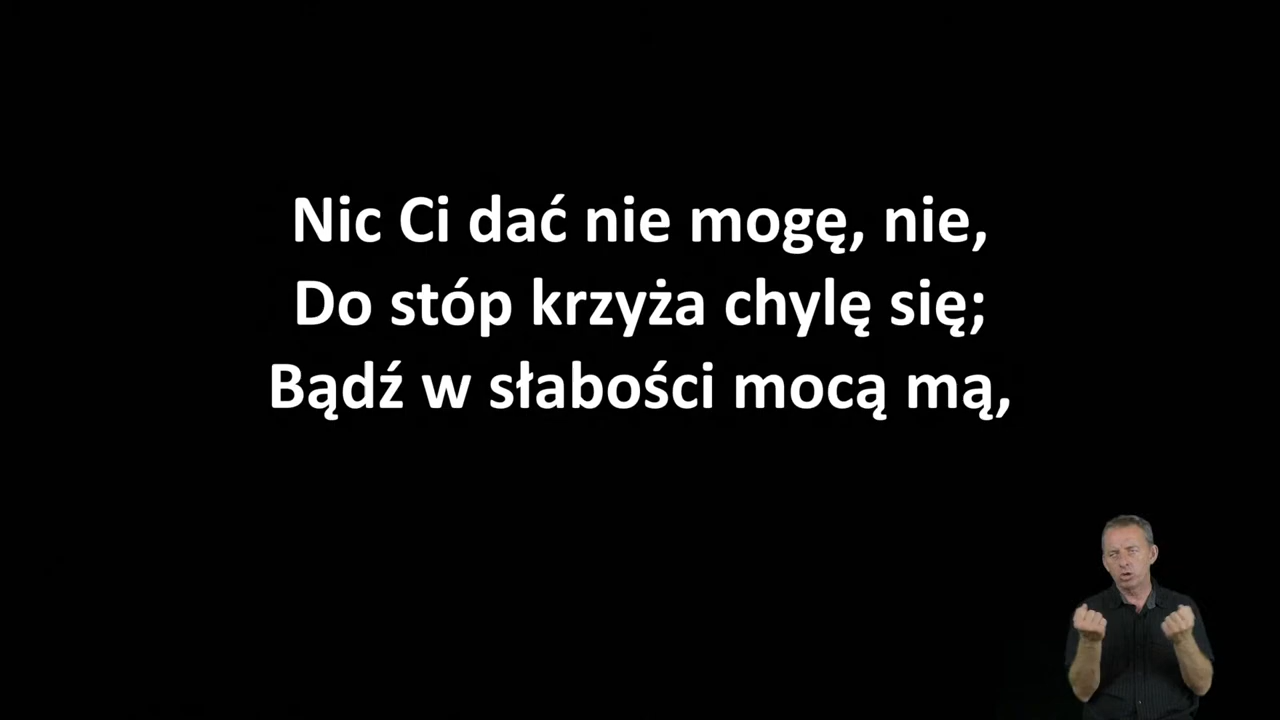 Nic Ci dać nie mogę, nie,
Do stóp krzyża chylę się;
Bądź w słabości mocą mą,